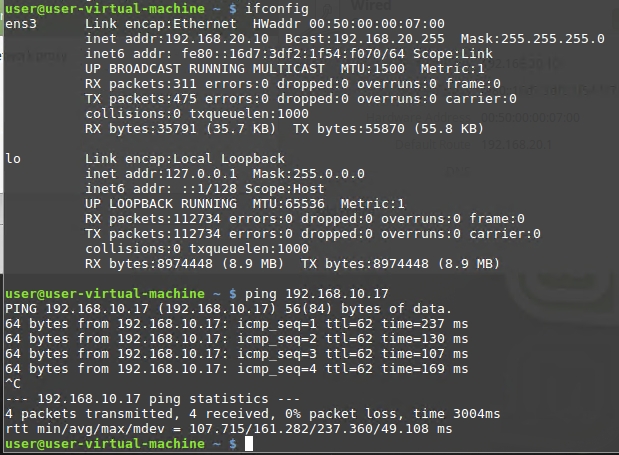 Wired
user@user-virtual-machine ~ $ ifconfig
ens3 Link encap:Ethernet HWaddr 00:50:00:00:07:00
inet addr:192.168.20.10 Bcast:192.168.20.255 Mask:255.255.255.0
inet6 addr: fe80::16d7:3df2:1f54:f070/64 Scope:Link
UP BROADCAST RUNNING MULTICAST MTU:1500 Metric:1
RX packets:311 errors:0 dropped:0 overruns:0 frame:0
TX packets:475 errors:0 dropped:0 overruns:0 carrier:0
collisions:0 txqueuelen:1000
RX bytes:35791 (35.7 KB) TX bytes:55870 (55.8 KB)
lo Link encap:Local Loopback
inet addr:127.0.0.1 Mask:255.0.0.0
inet6 addr: ::1/128 Scope:Host
UP LOOPBACK RUNNING MTU:65536 Metric:1
RX packets:112734 errors:0 dropped:0 overruns:0 frame:0
TX packets:112734 errors:0 dropped:0 overruns:0 carrier:0
collisions:0 txqueuelen:1000
RX bytes:8974448 (8.9 MB) TX bytes:8974448 (8.9 MB)
user@user-virtual-machine ~ $ ping 192.168.10.17
PING 192.168.10.17 (192.168.10.17) 56(84) bytes of data.
64 bytes from 192.168.10.17: icmp_seq=1 ttl=62 time=237 ms
64 bytes from 192.168.10.17: icmp_seq=2 ttl=62 time=130 ms
64 bytes from 192.168.10.17: icmp_seq=3 ttl=62 time=107 ms
64 bytes from 192.168.10.17: icmp_seq=4 ttl=62 time=169 ms
^C
--- 192.168.10.17 ping statistics ---
4 packets transmitted, 4 received, 0% packet loss, time 3004ms
rtt min/avg/max/mdev = 107.715/161.282/237.360/49.108 ms
user@user-virtual-machine ~ $